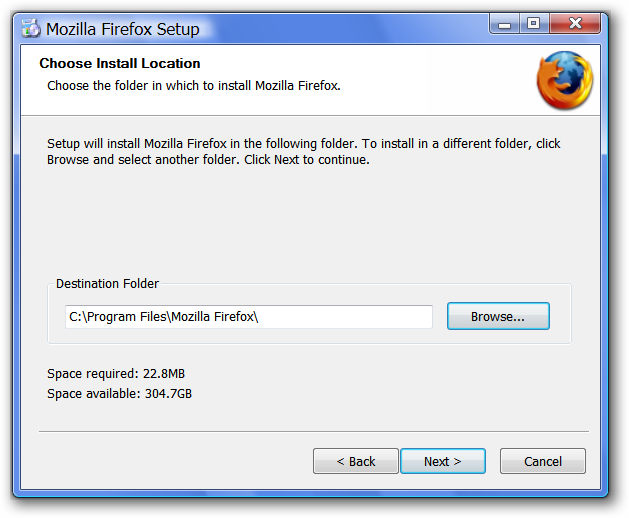 Mozilla Firefox Setup
Choose Install Location
Choose the folder in which to install Mozilla Firefox.
Setup will install Mozilla Firefox in the following folder. To install in a different folder, click
Browse and select another folder. Click Next to continue.
Destination Folder
C:\Program Files\Mozilla Firefox\
Browse...
Space required: 22.8MB
Space available: 304.7GB
< Back
Next >
Cancel